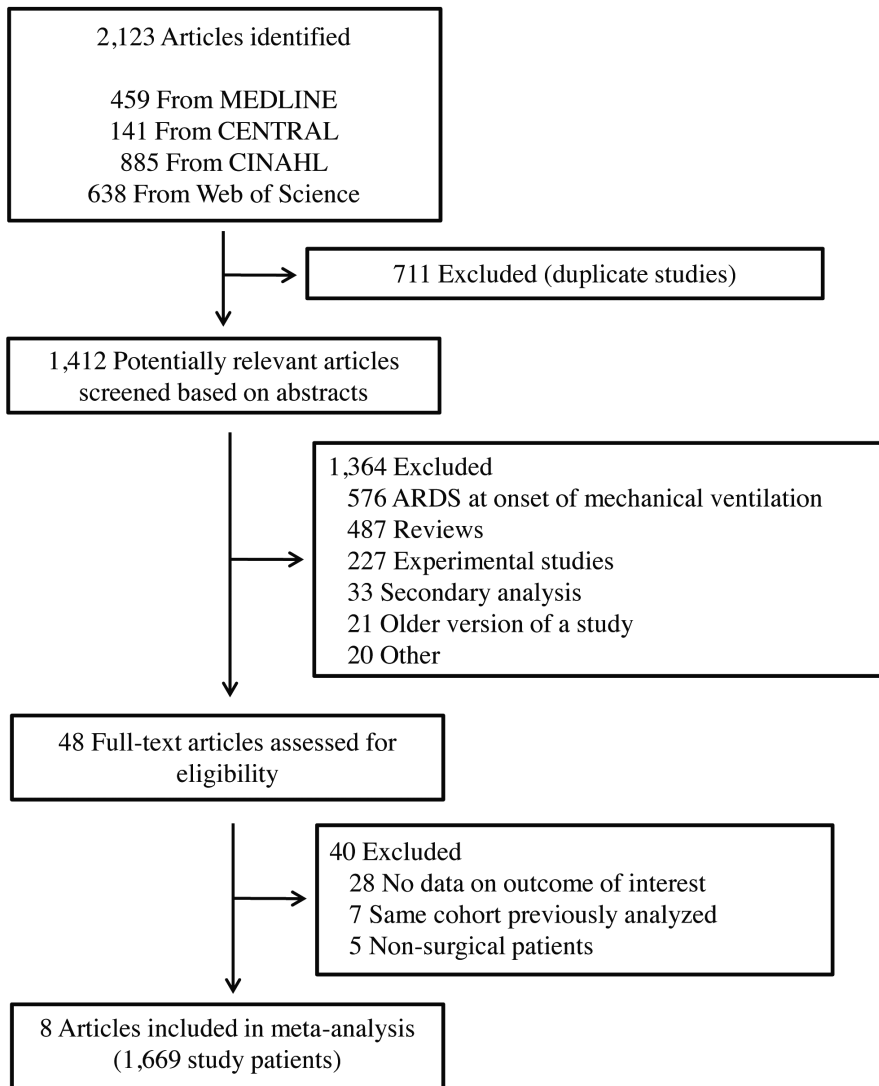 2,123 Articles identified
459 From MEDLINE
141 From CENTRAL
885 From CINAHL
638 From Web of Science
711 Excluded (duplicate studies)
1,412 Potentially relevant articles
screened based on abstracts
1,364 Excluded
576 ARDS at onset of mechanical ventilation
487 Reviews
227 Experimental studies
33 Secondary analysis
21 Older version of a study
20 Other
48 Full-text articles assessed for
eligibility
40 Excluded
28 No data on outcome of interest
7 Same cohort previously analyzed
5 Non-surgical patients
8 Articles included in meta-analysis
(1,669 study patients)